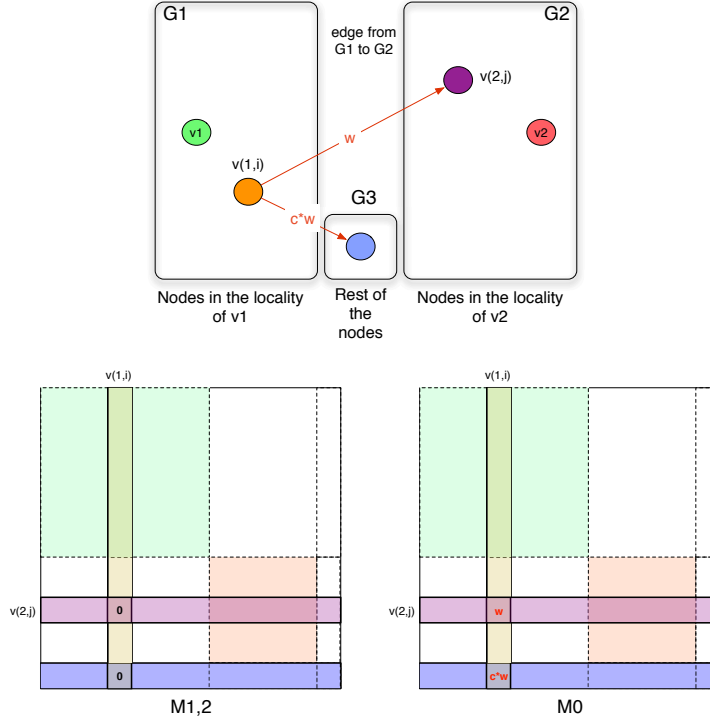 G1
edge from
G1 to G2
G2
v(2,j)
v1
v2
w
v(1,i)
G3
c*w
Nodes in the locality
of v1
Rest of
the
nodes
Nodes in the locality
of v2
v(1,i)
v(1,i)
v(2,j)
0
v(2,j)
w
0
c*w
M1,2
M0